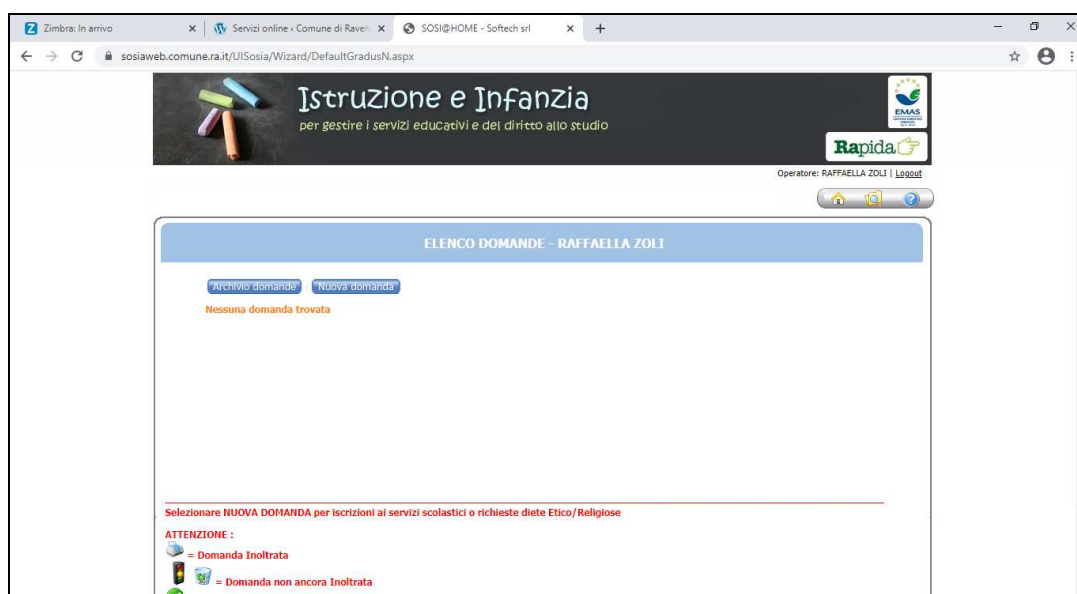 Zimbra: In arrivo
Servizi online ‹ Comune di Raven
SOSI@HOME - Softech srl
sosiaweb.comune.ra.it/UISosia/Wizard/DefaultGradusN.aspx
Istruzione e Infanzia
per gestire i servizi educativi e del diritto allo studio
EMAS
Rapida
Operatore: RAFFAELLA ZOLI | Logout
ELENCO DOMANDE - RAFFAELLA ZOLI
Archivio domande Nuova domanda
Nessuna domanda trovata
Selezionare NUOVA DOMANDA per iscrizioni ai servizi scolastici o richieste diete Etico/Religiose
ATTENZIONE :
= Domanda Inoltrata
= Domanda non ancora Inoltrata